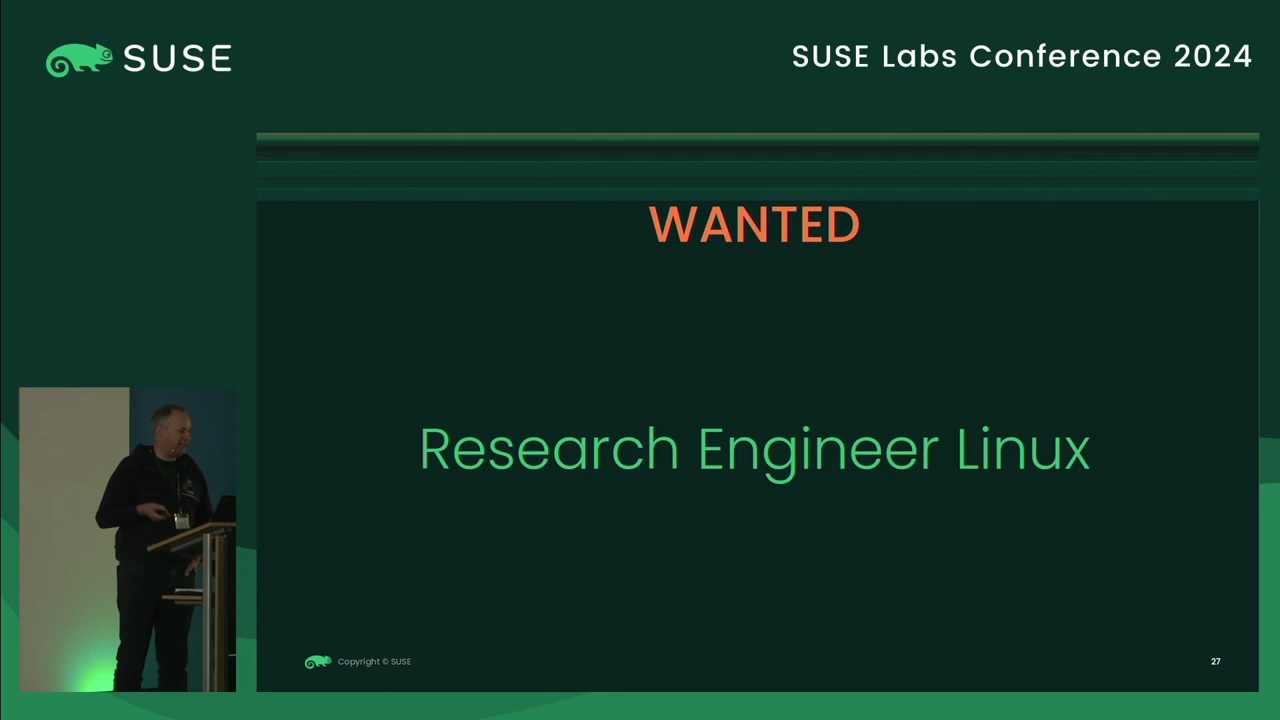 SUSE
SUSE Labs Conference 2024
WANTED
Research Engineer Linux
Copyright © SUSE
27